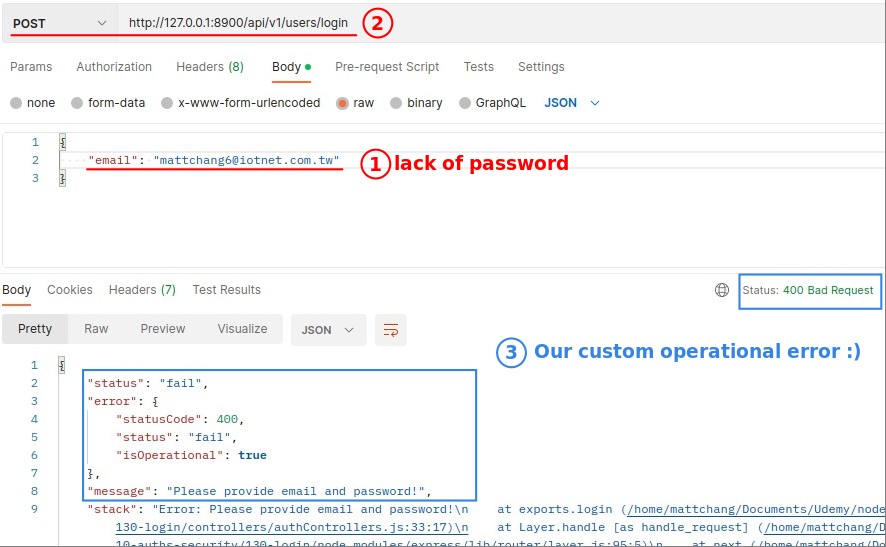 POST http://127.0.0.1:8900/api/v1/users/login 2
Params Authorization Headers (8) Body Pre-request Script Tests Settings
none form-data x-www-form-urlencoded raw binary GraphQL JSON
1 {
2 "email": "mattchang6@iotnet.com.tw" 1 lack of password
3 }
Body Cookies Headers (7) Test Results Status: 400 Bad Request
Pretty Raw Preview Visualize JSON
3 Our custom operational error :)
1 {
2 "status": "fail",
3 "error": {
4 "statusCode": 400,
5 "status": "fail",
6 "isOperational": true
7 },
8 "message": "Please provide email and password!",
9 "stack": "Error: Please provide email and password!\n at exports.login (/home/mattchang/Documents/Udemy/node
130-login/controllers/authControllers.js:33:17)\n at Layer.handle [as handle_request] (/home/mattchang/D
10-auths-security/130-login/node_modules/express/lib/router/layer.js:95:5)\n at next (/home/mattchang/Do